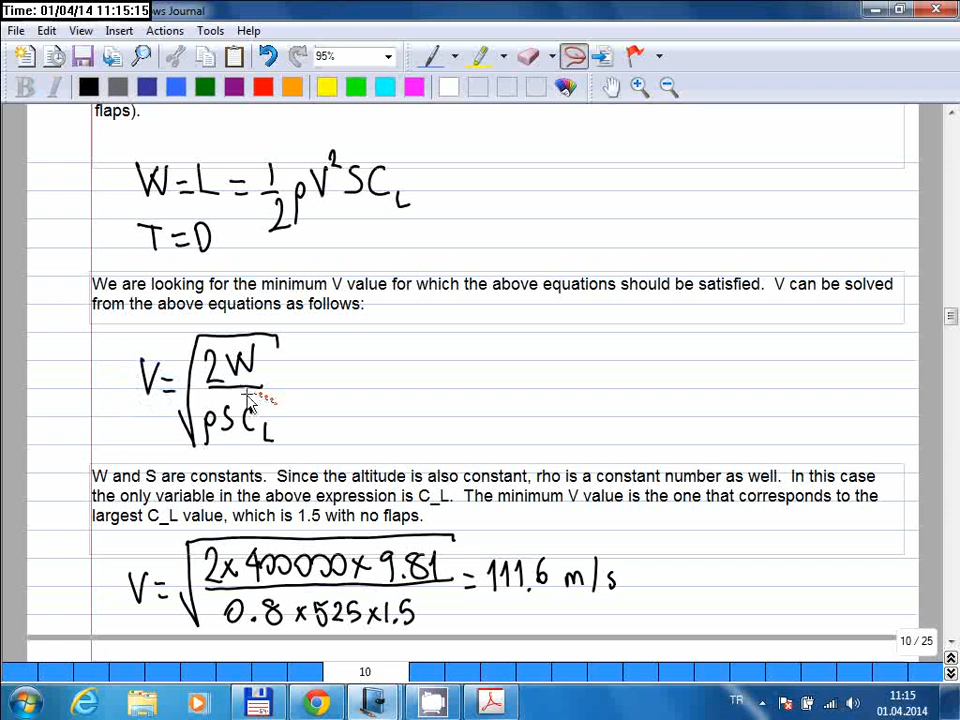 Time: 01/04/14 11:15:15
ows Journal
File Edit View Insert Actions Tools Help
95%
B I
flaps).
W = L = 1/2 ρV² S C_L
T = D
We are looking for the minimum V value for which the above equations should be satisfied. V can be solved
from the above equations as follows:
V = √(2W / ρSC_L)
W and S are constants. Since the altitude is also constant, rho is a constant number as well. In this case
the only variable in the above expression is C_L. The minimum V value is the one that corresponds to the
largest C_L value, which is 1.5 with no flaps.
V = √(2 x 400000 x 9.81 / 0.8 x 525 x 1.5) = 111.6 m/s
10 / 25
10
TR
11:15
01.04.2014